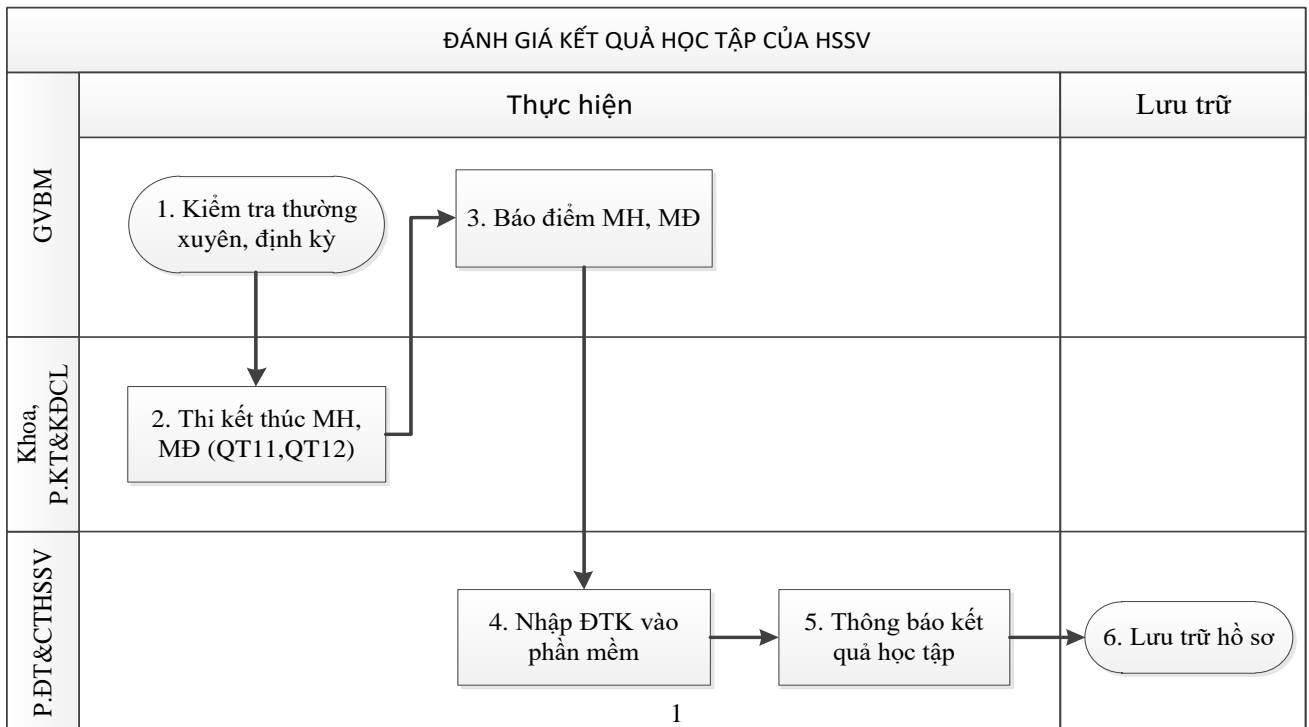 ĐÁNH GIÁ KẾT QUẢ HỌC TẬP CỦA HSSV
Thực hiện
Lưu trữ
GVBM
1. Kiểm tra thường
xuyên, định kỳ
3. Báo điểm MH, MĐ
Khoa,
P.KT&KĐCL
2. Thi kết thúc MH,
MĐ (QT11,QT12)
P.ĐT&CTHSSV
4. Nhập ĐTK vào
phần mềm
5. Thông báo kết
quả học tập
6. Lưu trữ hồ sơ
1